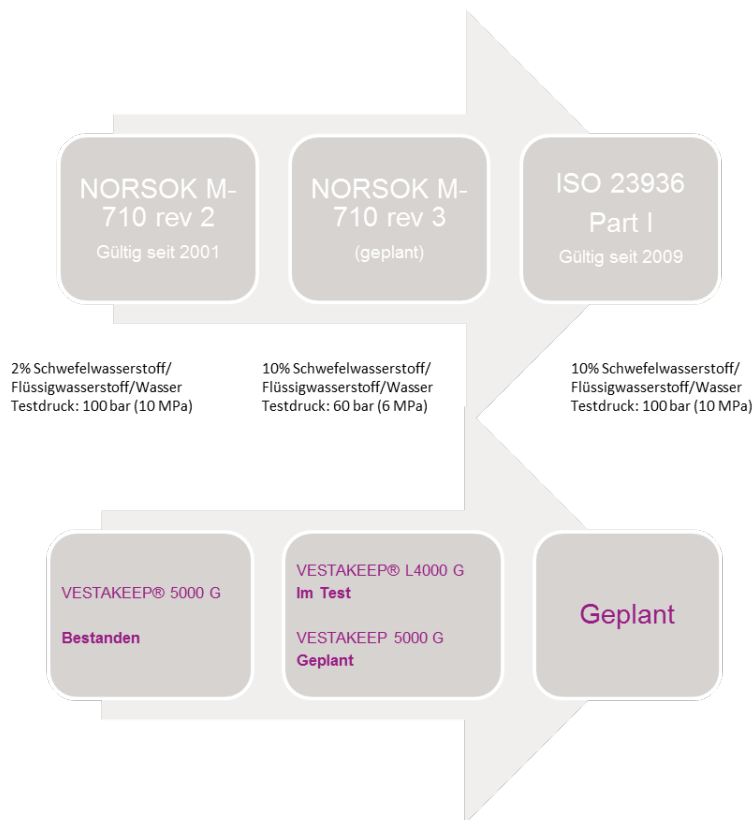 NORSOK M-
710 rev 2
Gültig seit 2001
NORSOK M-
710 rev 3
(geplant)
ISO 23936
Part I
Gültig seit 2009
2% Schwefelwasserstoff/
Flüssigwasserstoff/Wasser
Testdruck: 100 bar (10 MPa)
10% Schwefelwasserstoff/
Flüssigwasserstoff/Wasser
Testdruck: 60 bar (6 MPa)
10% Schwefelwasserstoff/
Flüssigwasserstoff/Wasser
Testdruck: 100 bar (10 MPa)
VESTAKEEP® 5000 G
Bestanden
VESTAKEEP® L4000 G
Im Test
VESTAKEEP 5000 G
Geplant
Geplant